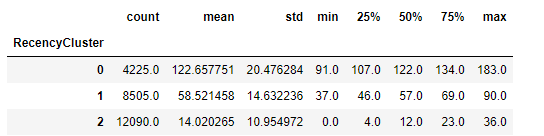 count mean std min 25% 50% 75% max
RecencyCluster
0 4225.0 122.657751 20.476284 91.0 107.0 122.0 134.0 183.0
1 8505.0 58.521458 14.632236 37.0 46.0 57.0 69.0 90.0
2 12090.0 14.020265 10.954972 0.0 4.0 12.0 23.0 36.0